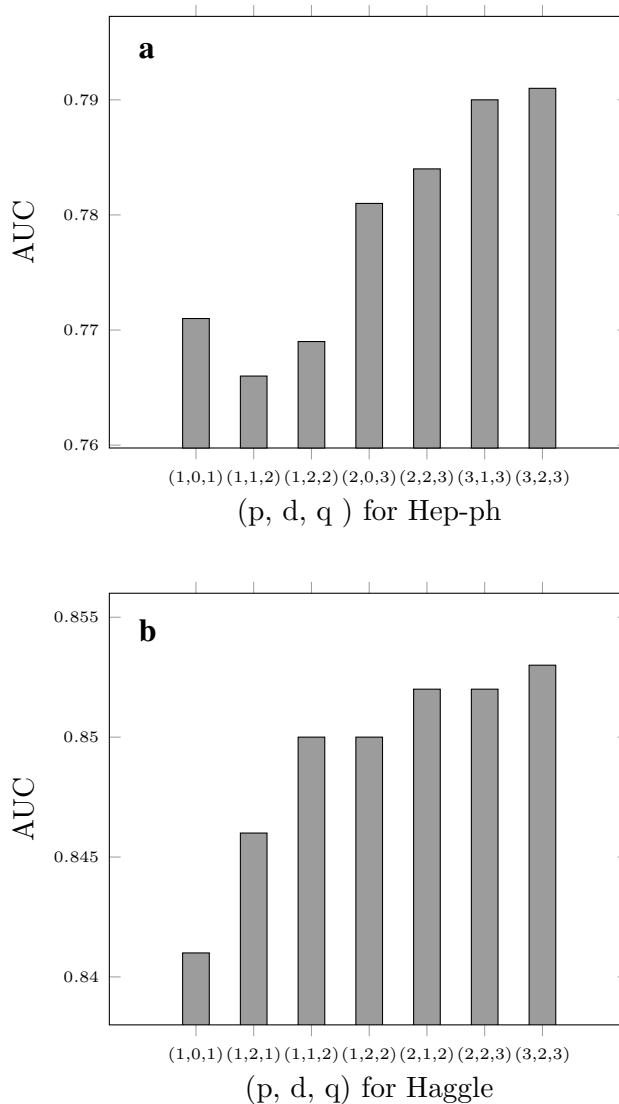 a
0.79
0.78
0.77
0.76
AUC
(1,0,1) (1,1,2) (1,2,2) (2,0,3) (2,2,3) (3,1,3) (3,2,3)
(p, d, q ) for Hep-ph
b
0.855
0.85
0.845
0.84
AUC
(1,0,1) (1,2,1) (1,1,2) (1,2,2) (2,1,2) (2,2,3) (3,2,3)
(p, d, q) for Haggle